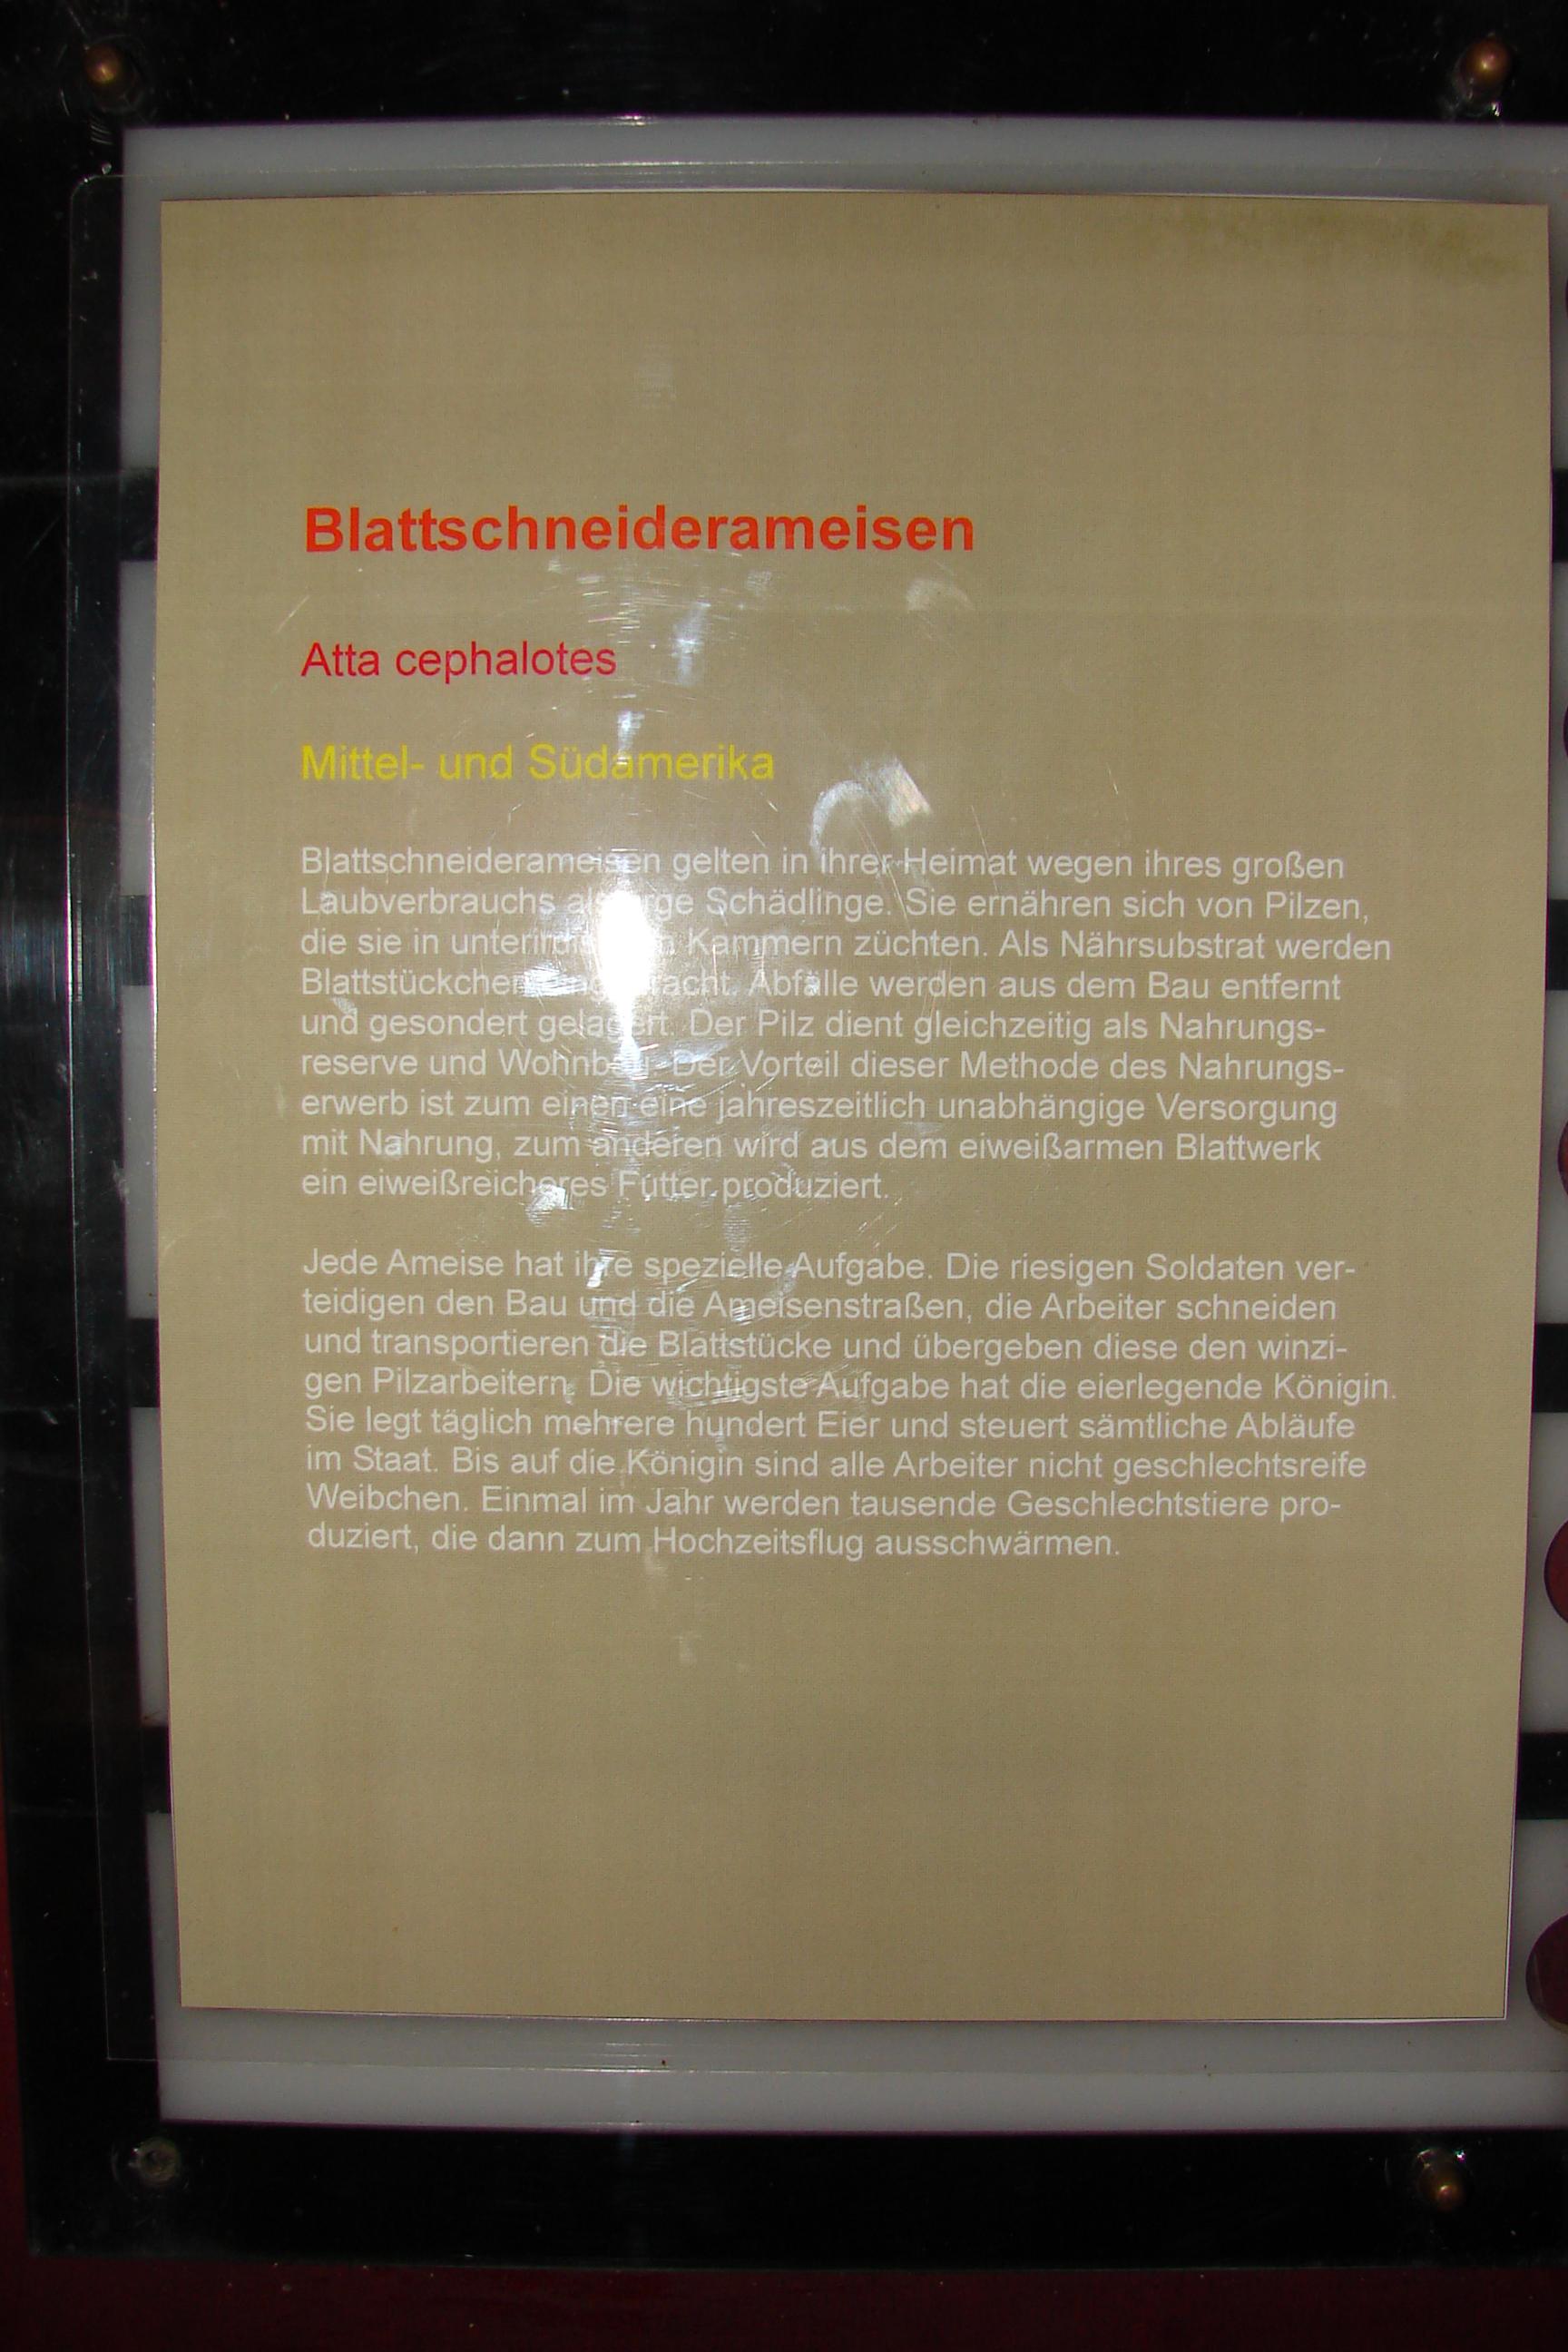 Blattschneiderameisen
Atta cephalotes
Mittel- und Südamerika
Blattschneiderameisen gelten in ihrer Heimat wegen ihres großen
Laubverbrauchs Schädlinge. Sie ernähren sich von Pilzen,
die sie in Kammern züchten. Als Nährsubstrat werden
Blattstückchen Abfälle werden aus dem Bau entfernt
und gesondert gelagert. Der Pilz dient gleichzeitig als Nahrungs-
reserve und Wohnbau. Der Vorteil dieser Methode des Nahrungs-
erwerb ist zum einen eine jahreszeitlich unabhängige Versorgung
mit Nahrung, zum anderen wird aus dem eiweißarmen Blattwerk
ein eiweißreicheres Futter produziert.
Jede Ameise hat ihre spezielle Aufgabe. Die riesigen Soldaten ver-
teidigen den Bau und die Ameisenstraßen, die Arbeiter schneiden
und transportieren die Blattstücke und übergeben diese den winzi-
gen Pilzarbeitern. Die wichtigste Aufgabe hat die eierlegende Königin.
Sie legt täglich mehrere hundert Eier und steuert sämtliche Abläufe
im Staat. Bis auf die Königin sind alle Arbeiter nicht geschlechtsreife
Weibchen. Einmal im Jahr werden tausende Geschlechtstiere pro-
duziert, die dann zum Hochzeitsflug ausschwärmen.